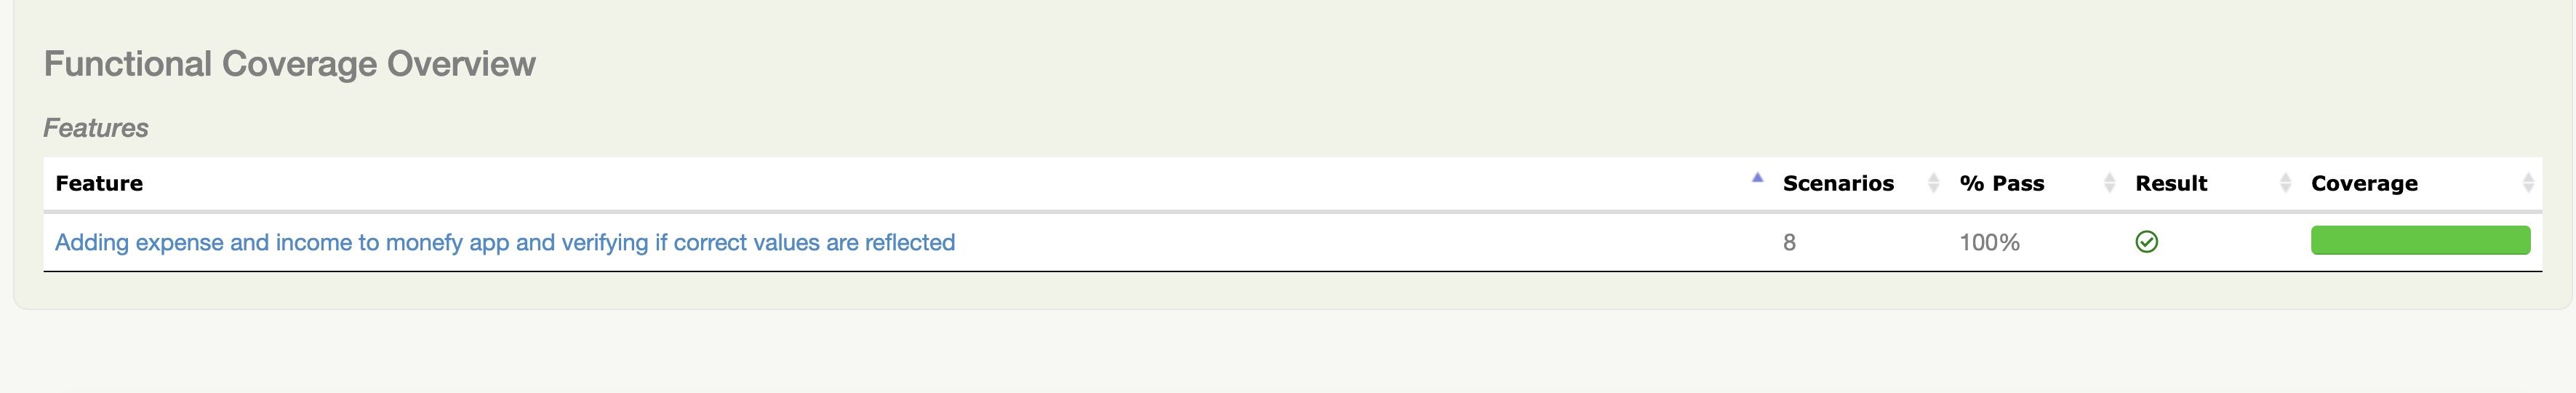 Functional Coverage Overview
Features
Feature Scenarios % Pass Result Coverage
Adding expense and income to monefy app and verifying if correct values are reflected 8 100%